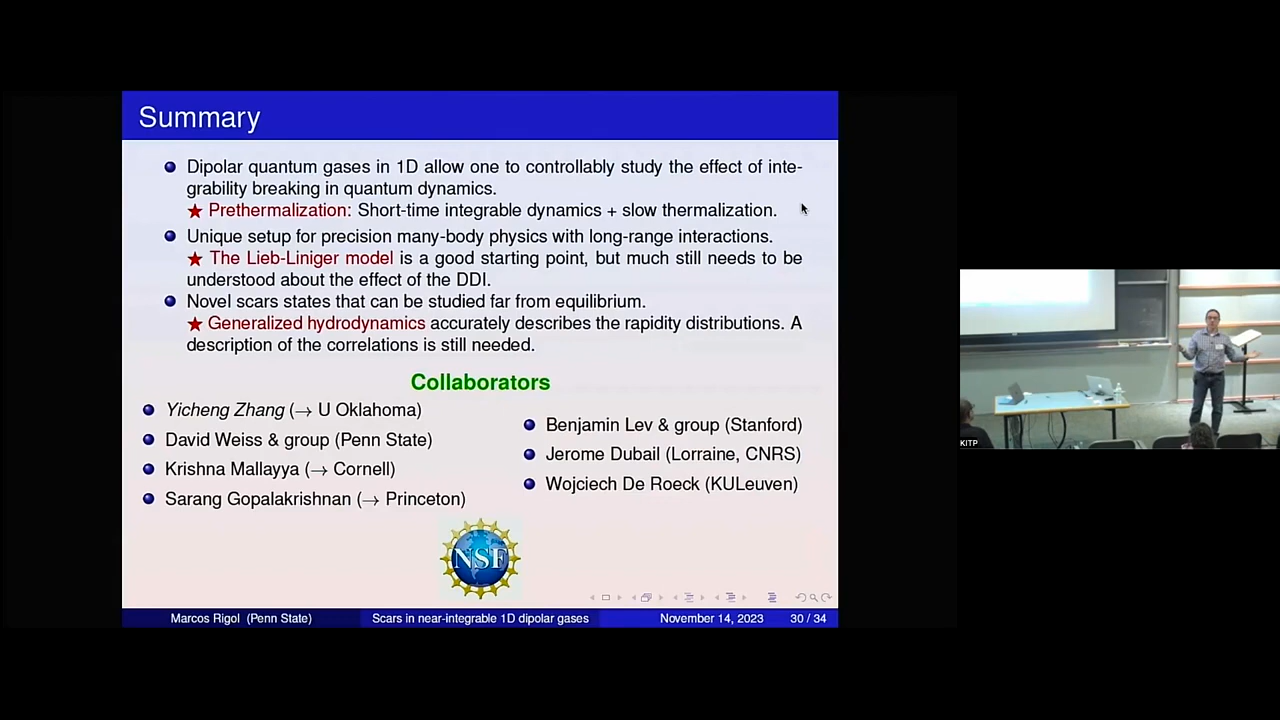 Summary
Dipolar quantum gases in 1D allow one to controllably study the effect of inte-
grability breaking in quantum dynamics.
★ Prethermalization: Short-time integrable dynamics + slow thermalization.
Unique setup for precision many-body physics with long-range interactions.
★ The Lieb-Liniger model is a good starting point, but much still needs to be
understood about the effect of the DDI.
Novel scars states that can be studied far from equilibrium.
★ Generalized hydrodynamics accurately describes the rapidity distributions. A
description of the correlations is still needed.
Collaborators
Yicheng Zhang (→ U Oklahoma)
David Weiss & group (Penn State)
Krishna Mallayya (→ Cornell)
Sarang Gopalakrishnan (→ Princeton)
Benjamin Lev & group (Stanford)
Jerome Dubail (Lorraine, CNRS)
Wojciech De Roeck (KULeuven)
NSF
Marcos Rigol (Penn State)
Scars in near-integrable 1D dipolar gases
November 14, 2023
30 / 34
KITP